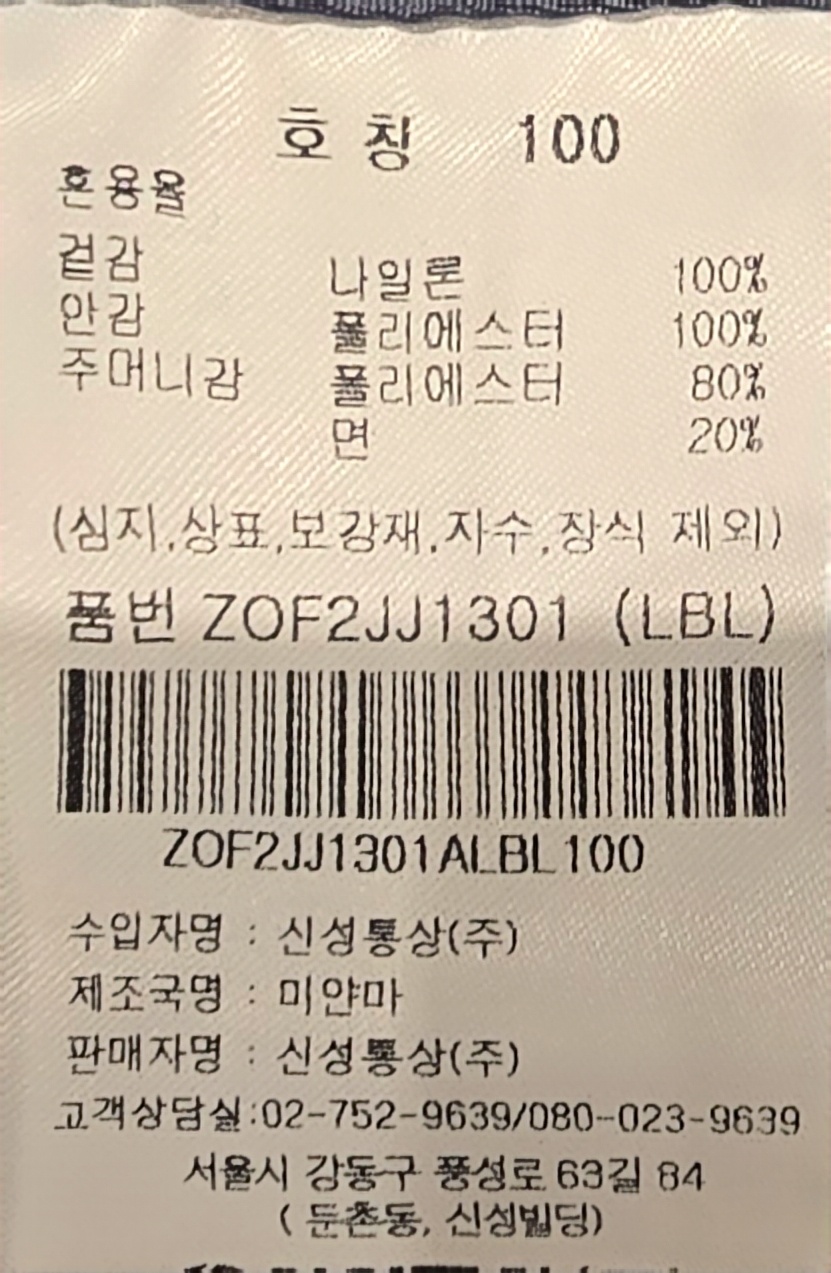 호칭 100
혼용율
겉감 나일론 100%
안감 폴리에스터 100%
주머니감 폴리에스터 80%
면 20%
(심지,상표,보강재,자수,장식 제외)
품번 ZOF2JJ1301 (LBL)
ZOF2JJ1301ALBL100
수입자명 : 신성통상(주)
제조국명 : 미얀마
판매자명 : 신성통상(주)
고객상담실:02-752-9639/080-023-9639
서울시 강동구 풍성로 63길 84
( 둔촌동, 신성빌딩)